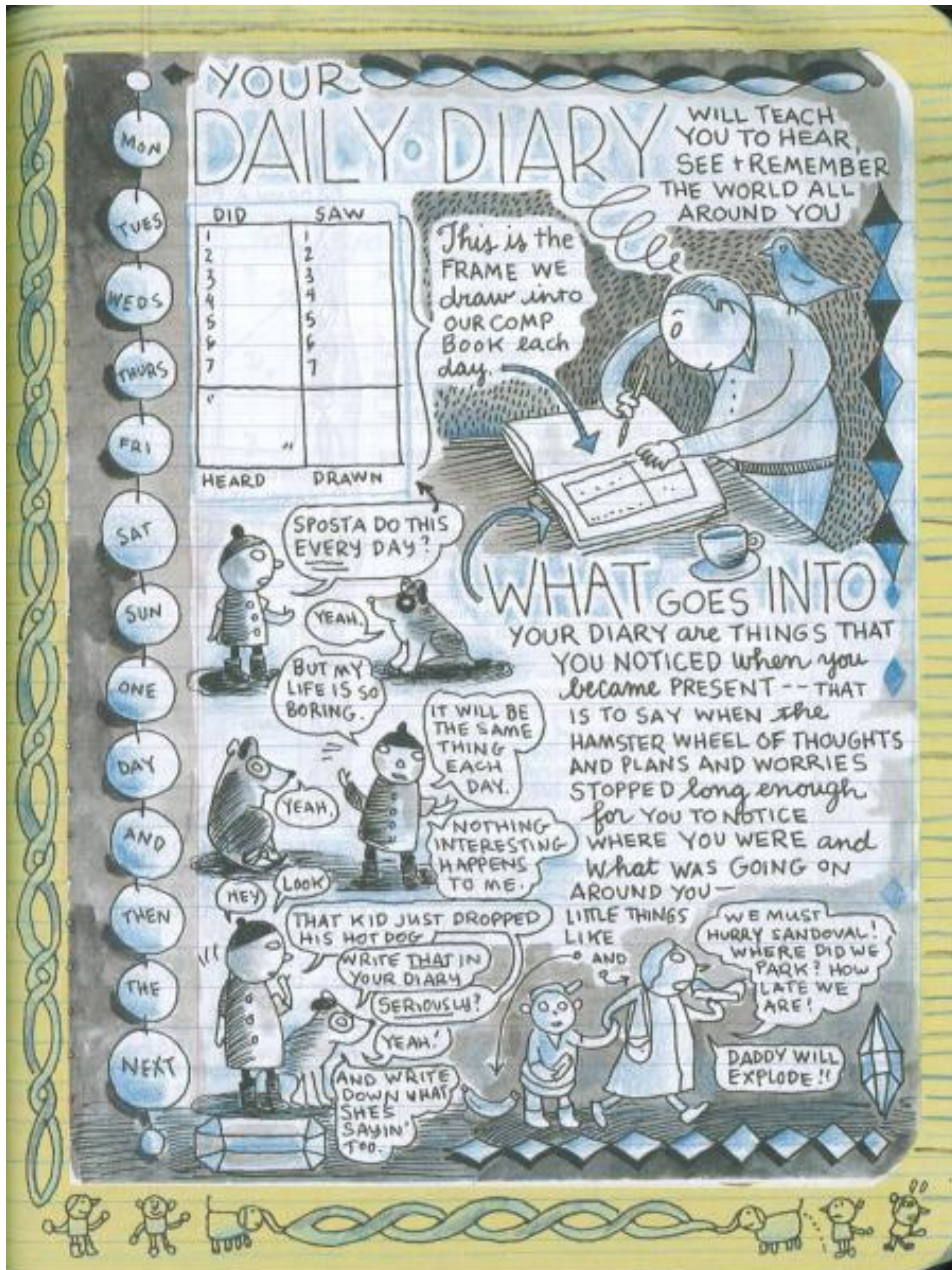 YOUR
DAILY DIARY
WILL TEACH
YOU TO HEAR,
SEE + REMEMBER
THE WORLD ALL
AROUND YOU
MON
TUES
WEDS
THURS
FRI
SAT
SUN
ONE
DAY
AND
THEN
THE
NEXT
DID SAW
1 1
2 2
3 3
4 4
5 5
6 6
7 7
"
"
HEARD DRAWN
This is the
FRAME WE
draw into
OUR COMP
BOOK each
day.
SPOSTA DO THIS
EVERY DAY?
YEAH.
BUT MY
LIFE IS SO
BORING.
YEAH.
IT WILL BE
THE SAME
THING
EACH
DAY.
NOTHING
INTERESTING
HAPPENS
TO ME.
HEY
LOOK
THAT KID JUST DROPPED
HIS HOT DOG
WRITE THAT IN
YOUR DIARY
SERIOUSLY?
YEAH!
AND WRITE
DOWN WHAT
SHE'S
SAYIN'
TOO.
WHAT GOES INTO
YOUR DIARY are THINGS THAT
YOU NOTICED when you
became PRESENT -- THAT
IS TO SAY WHEN the
HAMSTER WHEEL OF THOUGHTS
AND PLANS AND WORRIES
STOPPED long enough
for YOU TO NOTICE
WHERE YOU WERE and
what WAS GOING ON
AROUND YOU—
LITTLE THINGS
LIKE
AND
WE MUST
HURRY SANDOVAL!
WHERE DID WE
PARK? HOW
LATE WE
ARE!
DADDY WILL
EXPLODE!!